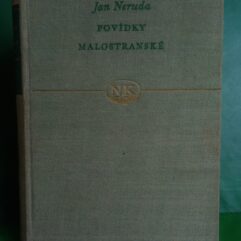 Jan Neruda
POVÍDKY
MALOSTRANSKÉ
NK